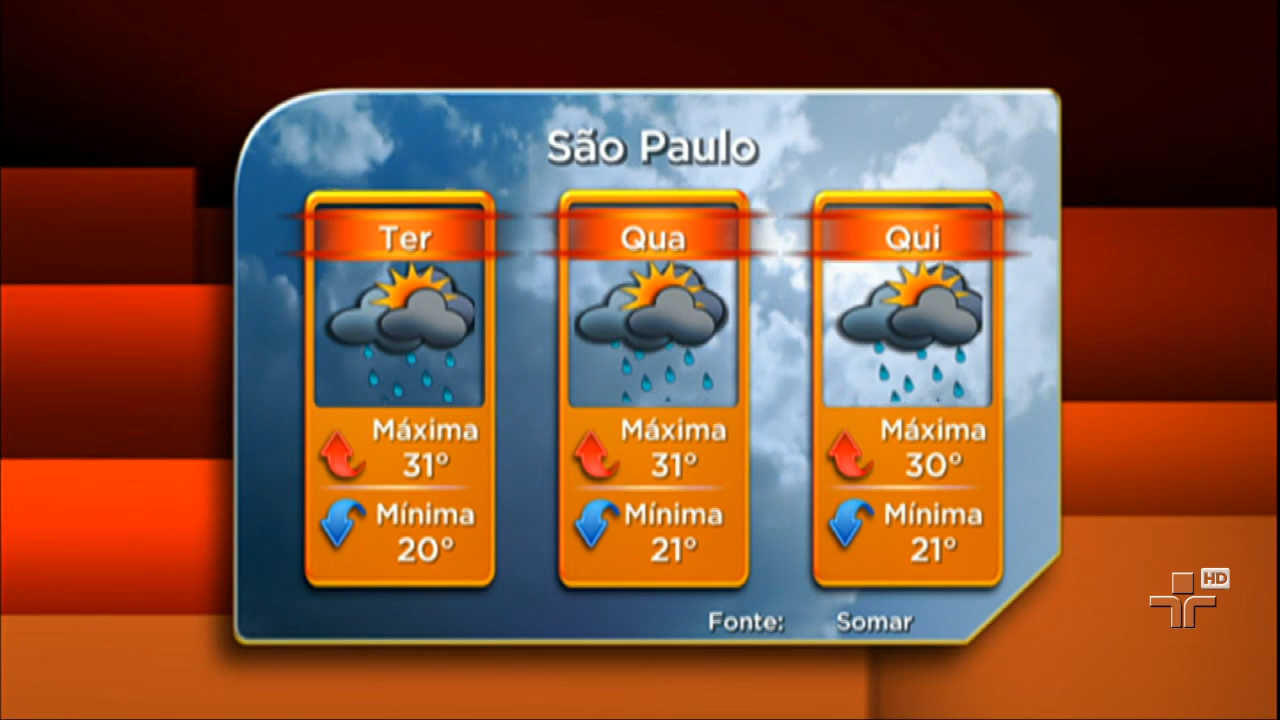 São Paulo
Ter
Máxima
31°
Mínima
20°
Qua
Máxima
31°
Mínima
21°
Qui
Máxima
30°
Mínima
21°
Fonte: Somar
HD